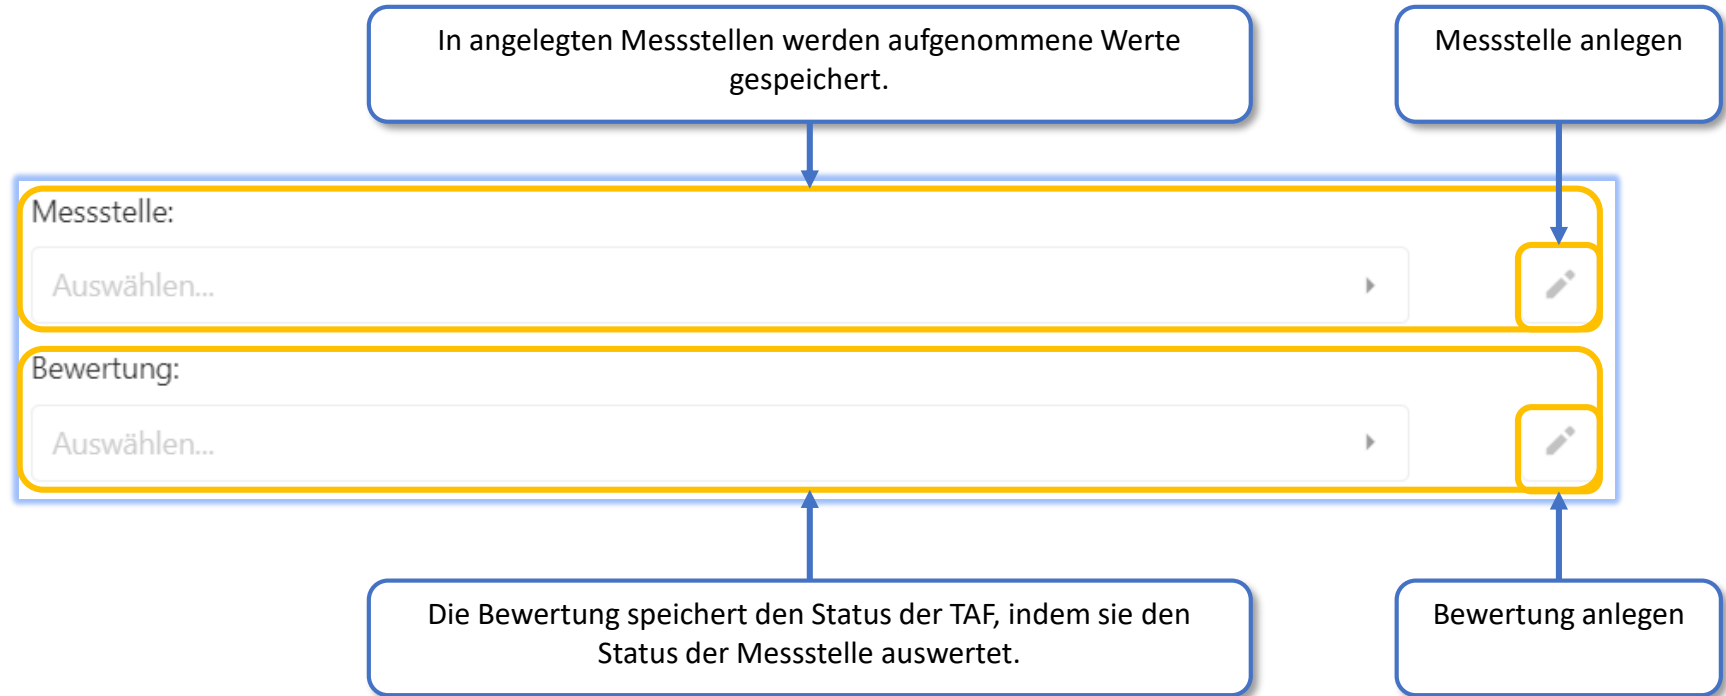 In angelegten Messstellen werden aufgenommene Werte
gespeichert.
Messstelle anlegen
Messstelle:
Auswählen...
Bewertung:
Auswählen...
Die Bewertung speichert den Status der TAF, indem sie den
Status der Messstelle auswertet.
Bewertung anlegen